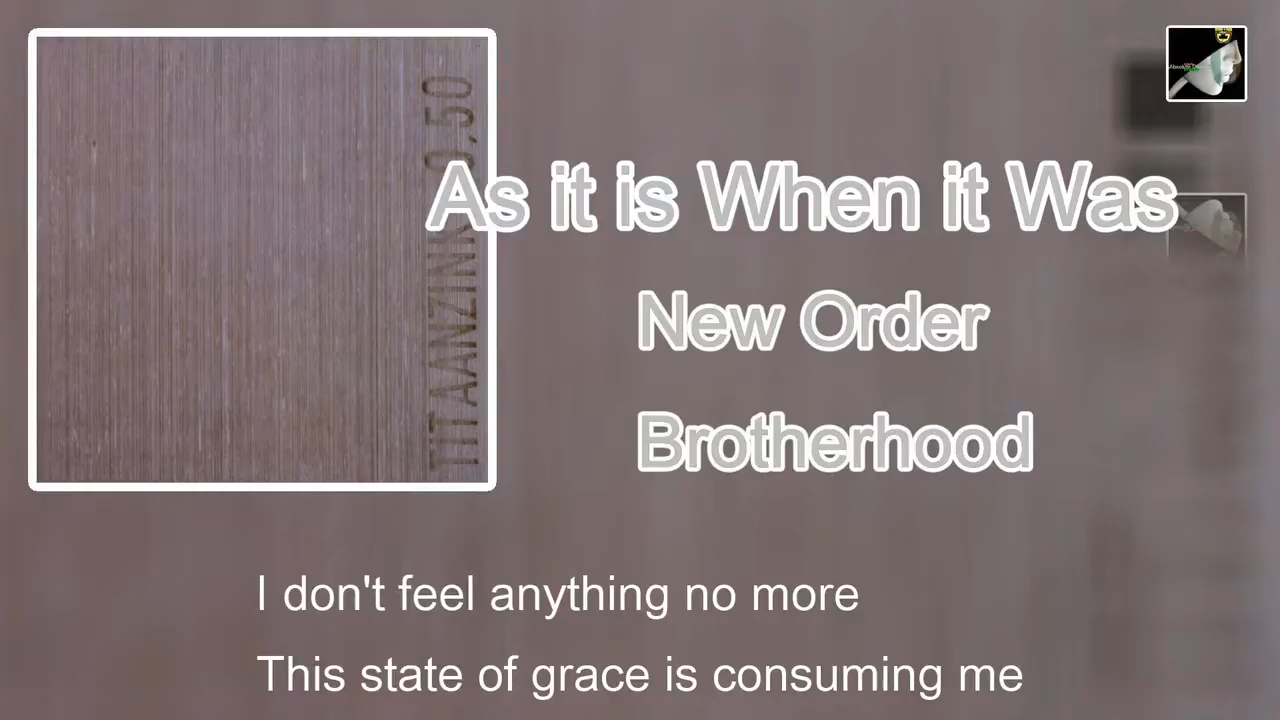 TITAANZINK 0,50
As it is When it Was
New Order
Brotherhood
I don't feel anything no more
This state of grace is consuming me